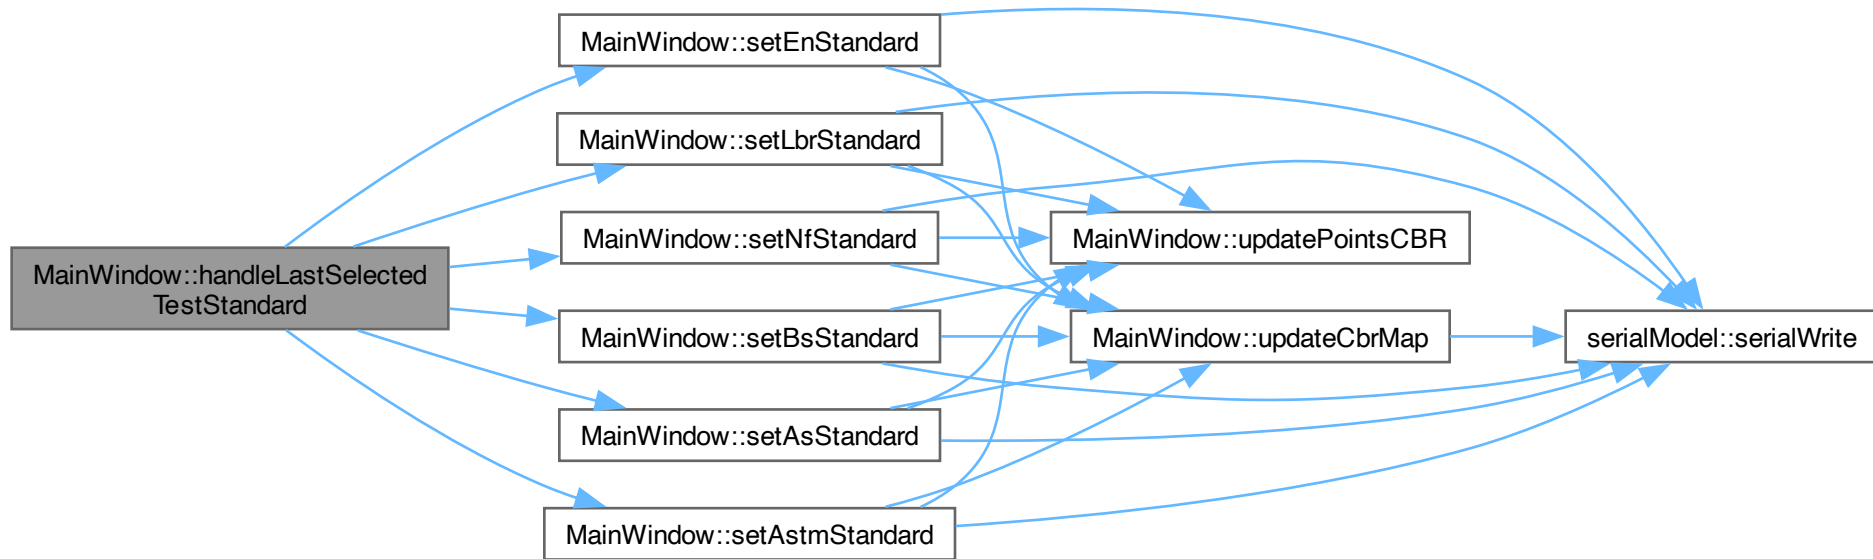 MainWindow::handleLastSelected
TestStandard
MainWindow::setEnStandard
MainWindow::setLbrStandard
MainWindow::setNfStandard
MainWindow::setBsStandard
MainWindow::setAsStandard
MainWindow::setAstmStandard
MainWindow::updatePointsCBR
MainWindow::updateCbrMap
serialModel::serialWrite